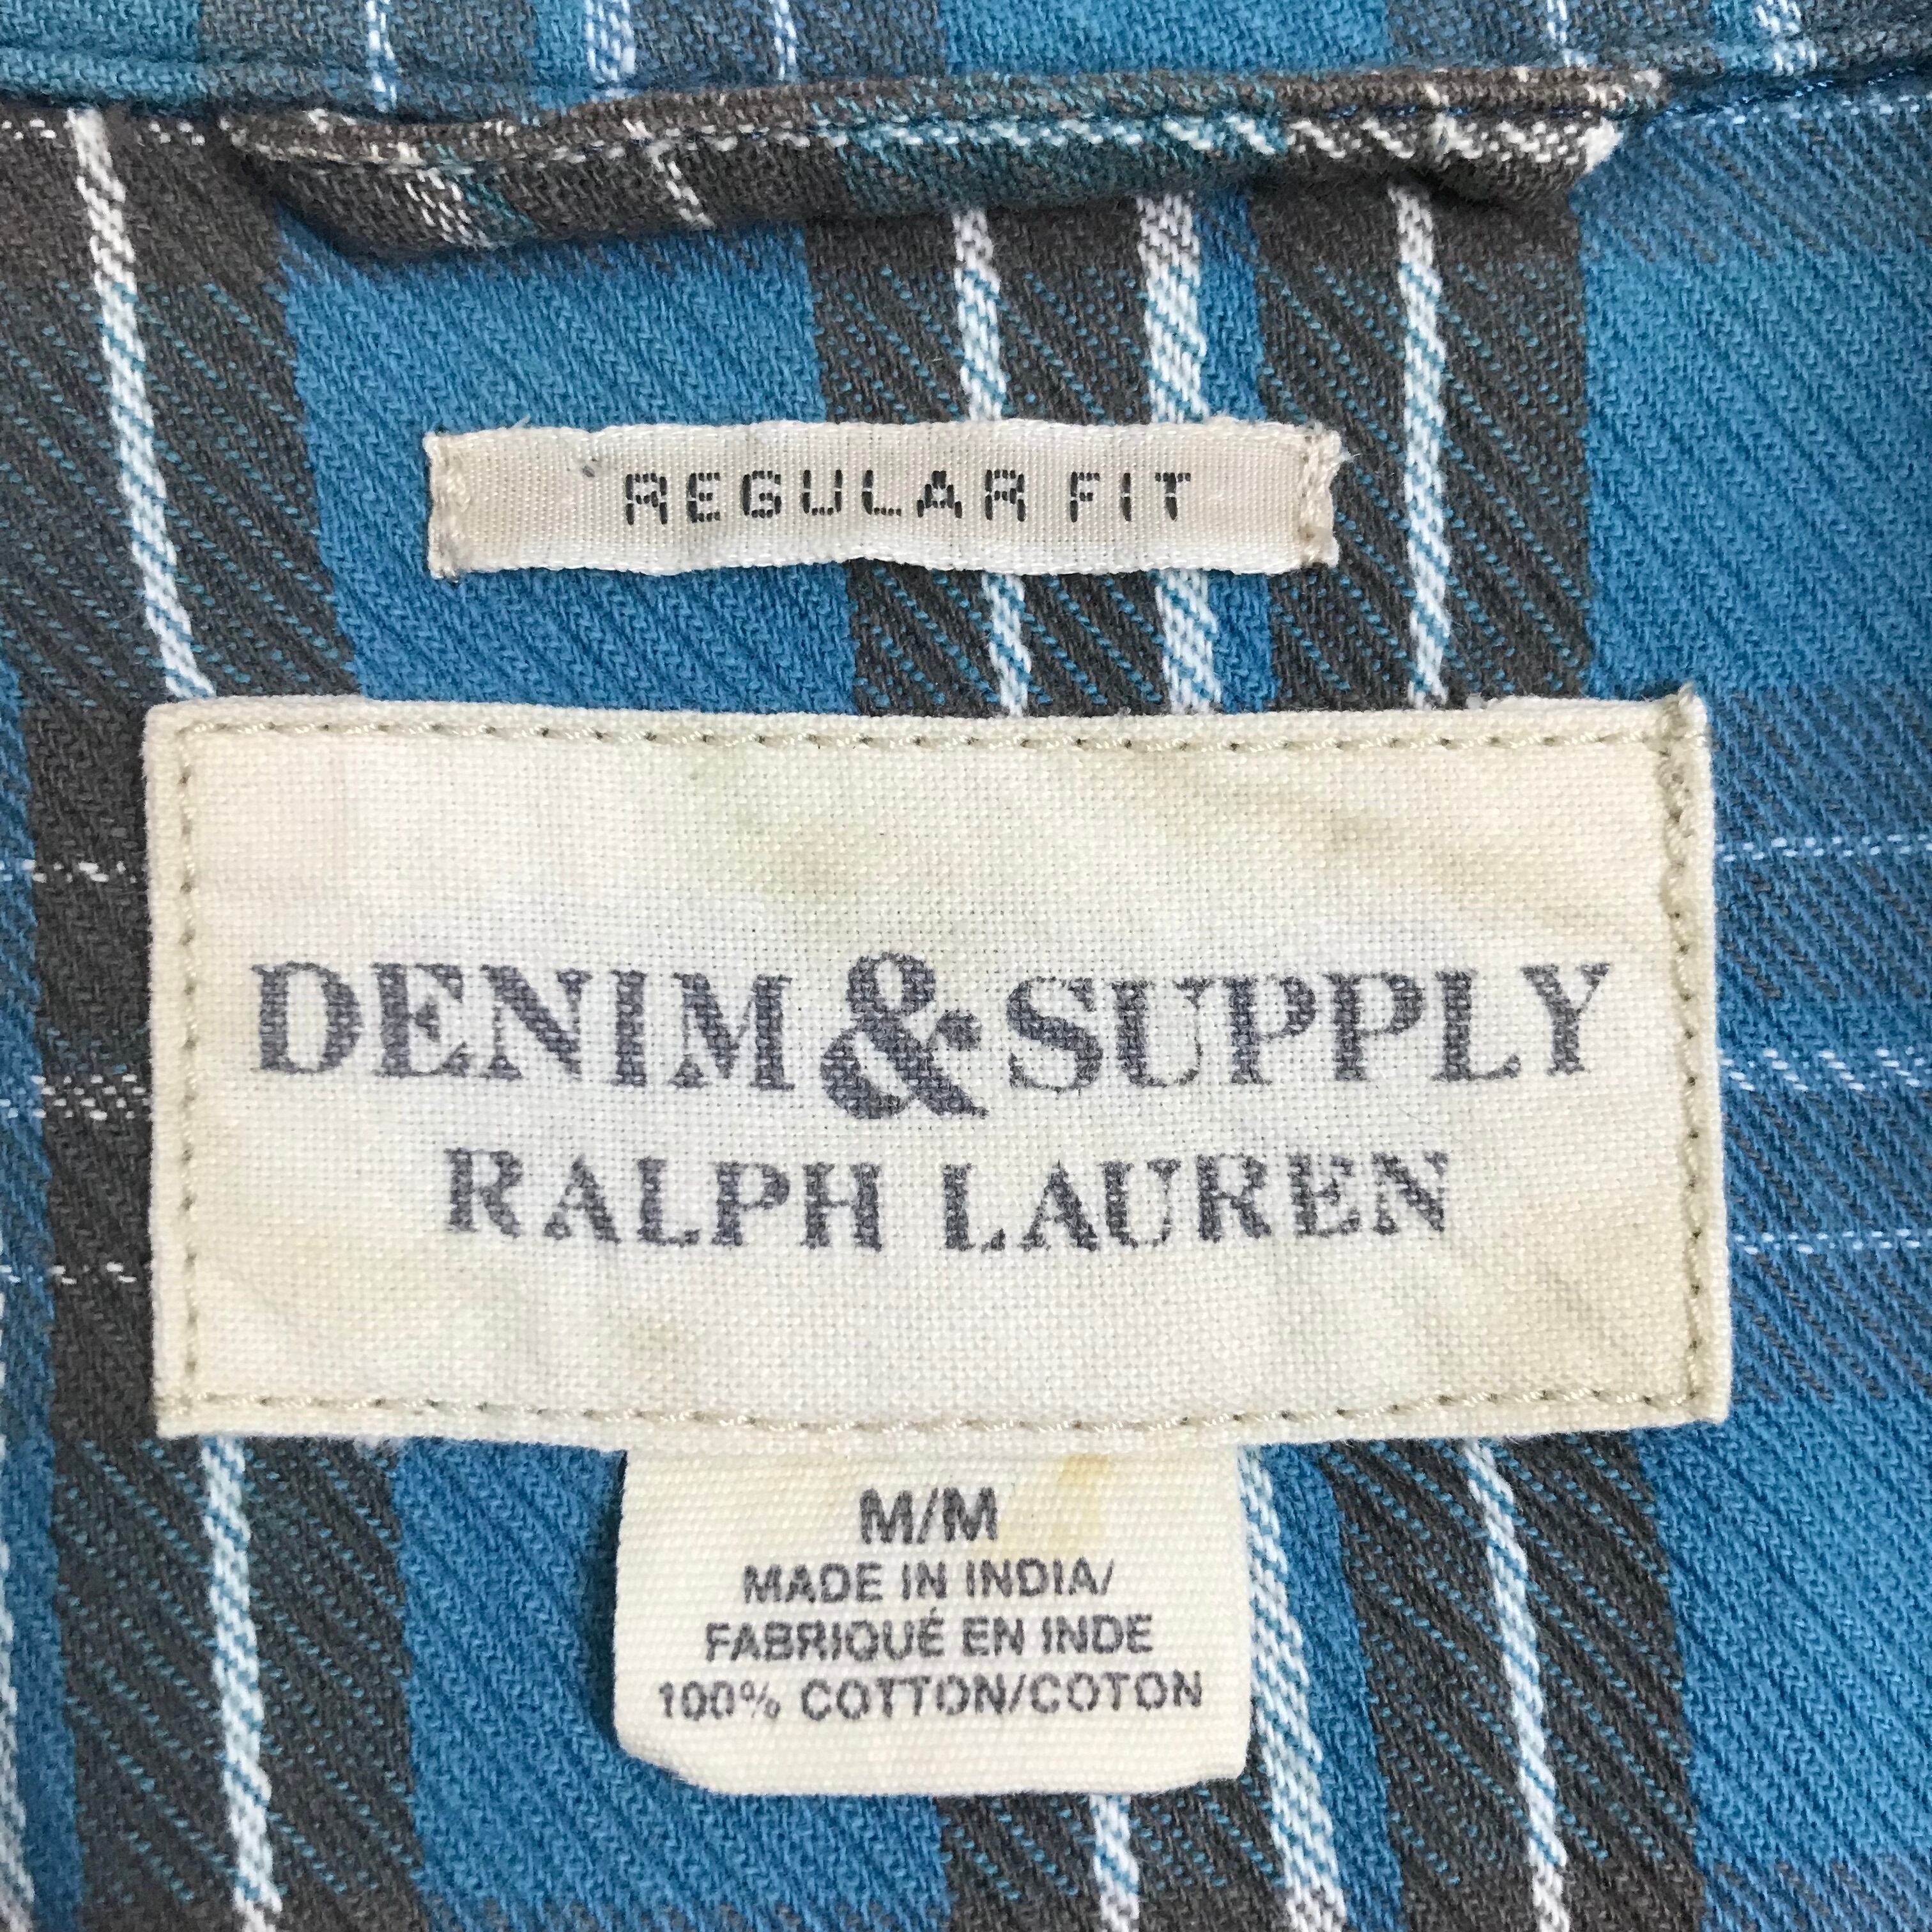 REGULAR FIT
DENIM & SUPPLY
RALPH LAUREN
M/M
MADE IN INDIA/
FABRIQUÉ EN INDE
100% COTTON/COTON